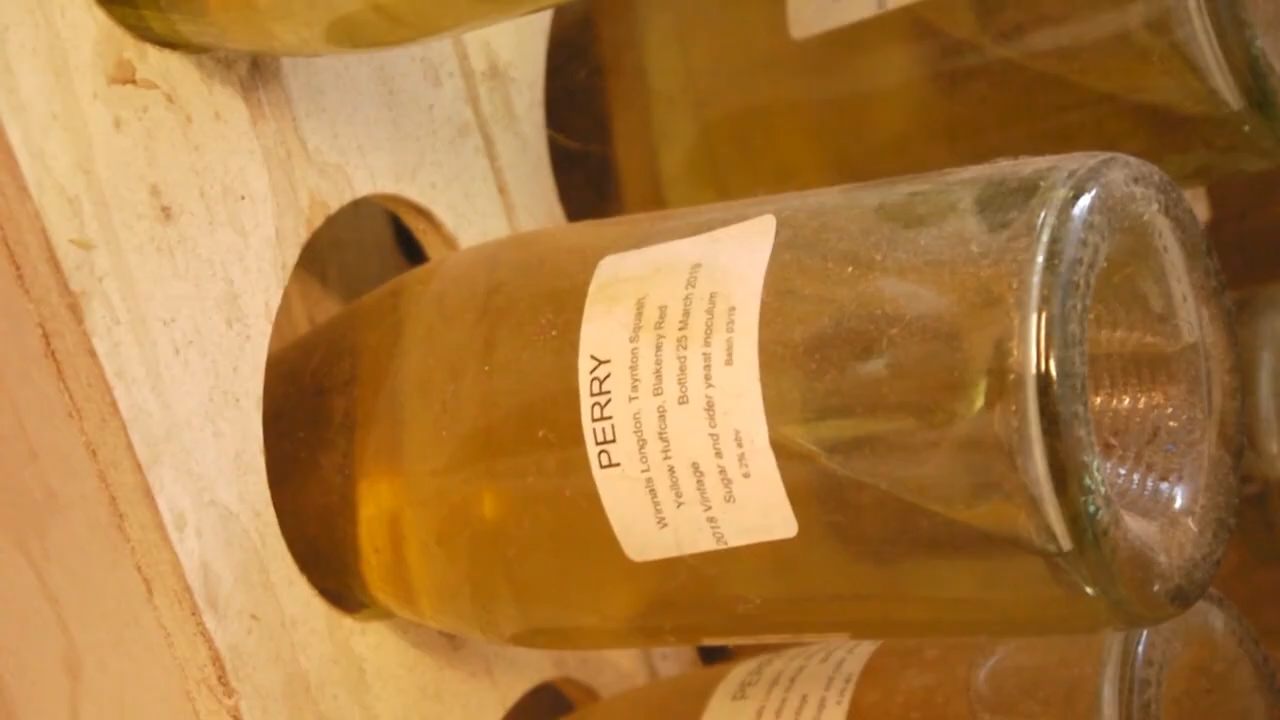 PERRY
Winnals Longdon, Taynton Squash,
Yellow Huffcap, Blakeney Red
2018 Vintage Bottled 25 March 2019
Sugar and cider yeast inoculum
6.2% abv Batch 03/19
PERRY